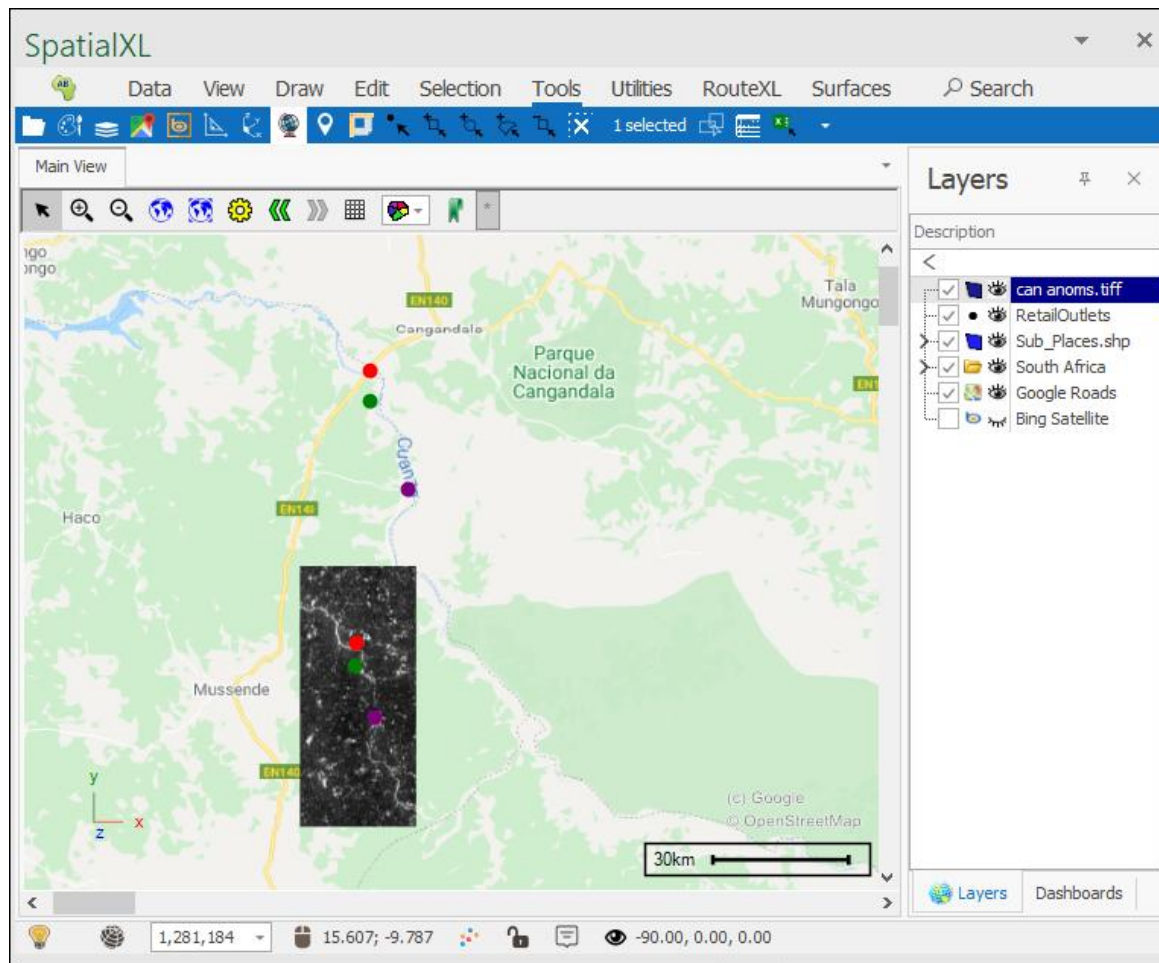 SpatialXL
AB
Data View Draw Edit Selection Tools Utilities RouteXL Surfaces Search
1 selected
Main View
Layers
Description
can anoms.tiff
RetailOutlets
Sub_Places.shp
South Africa
Google Roads
Bing Satellite
ngo
ongo
EN140
Cangandala
Tala
Mungongo
Parque
Nacional da
Cangandala
Haco
Mussende
EN140
y
z x
(c) Google
© OpenStreetMap
30km
Layers Dashboards
1,281,184 15.607; -9.787 -90.00, 0.00, 0.00